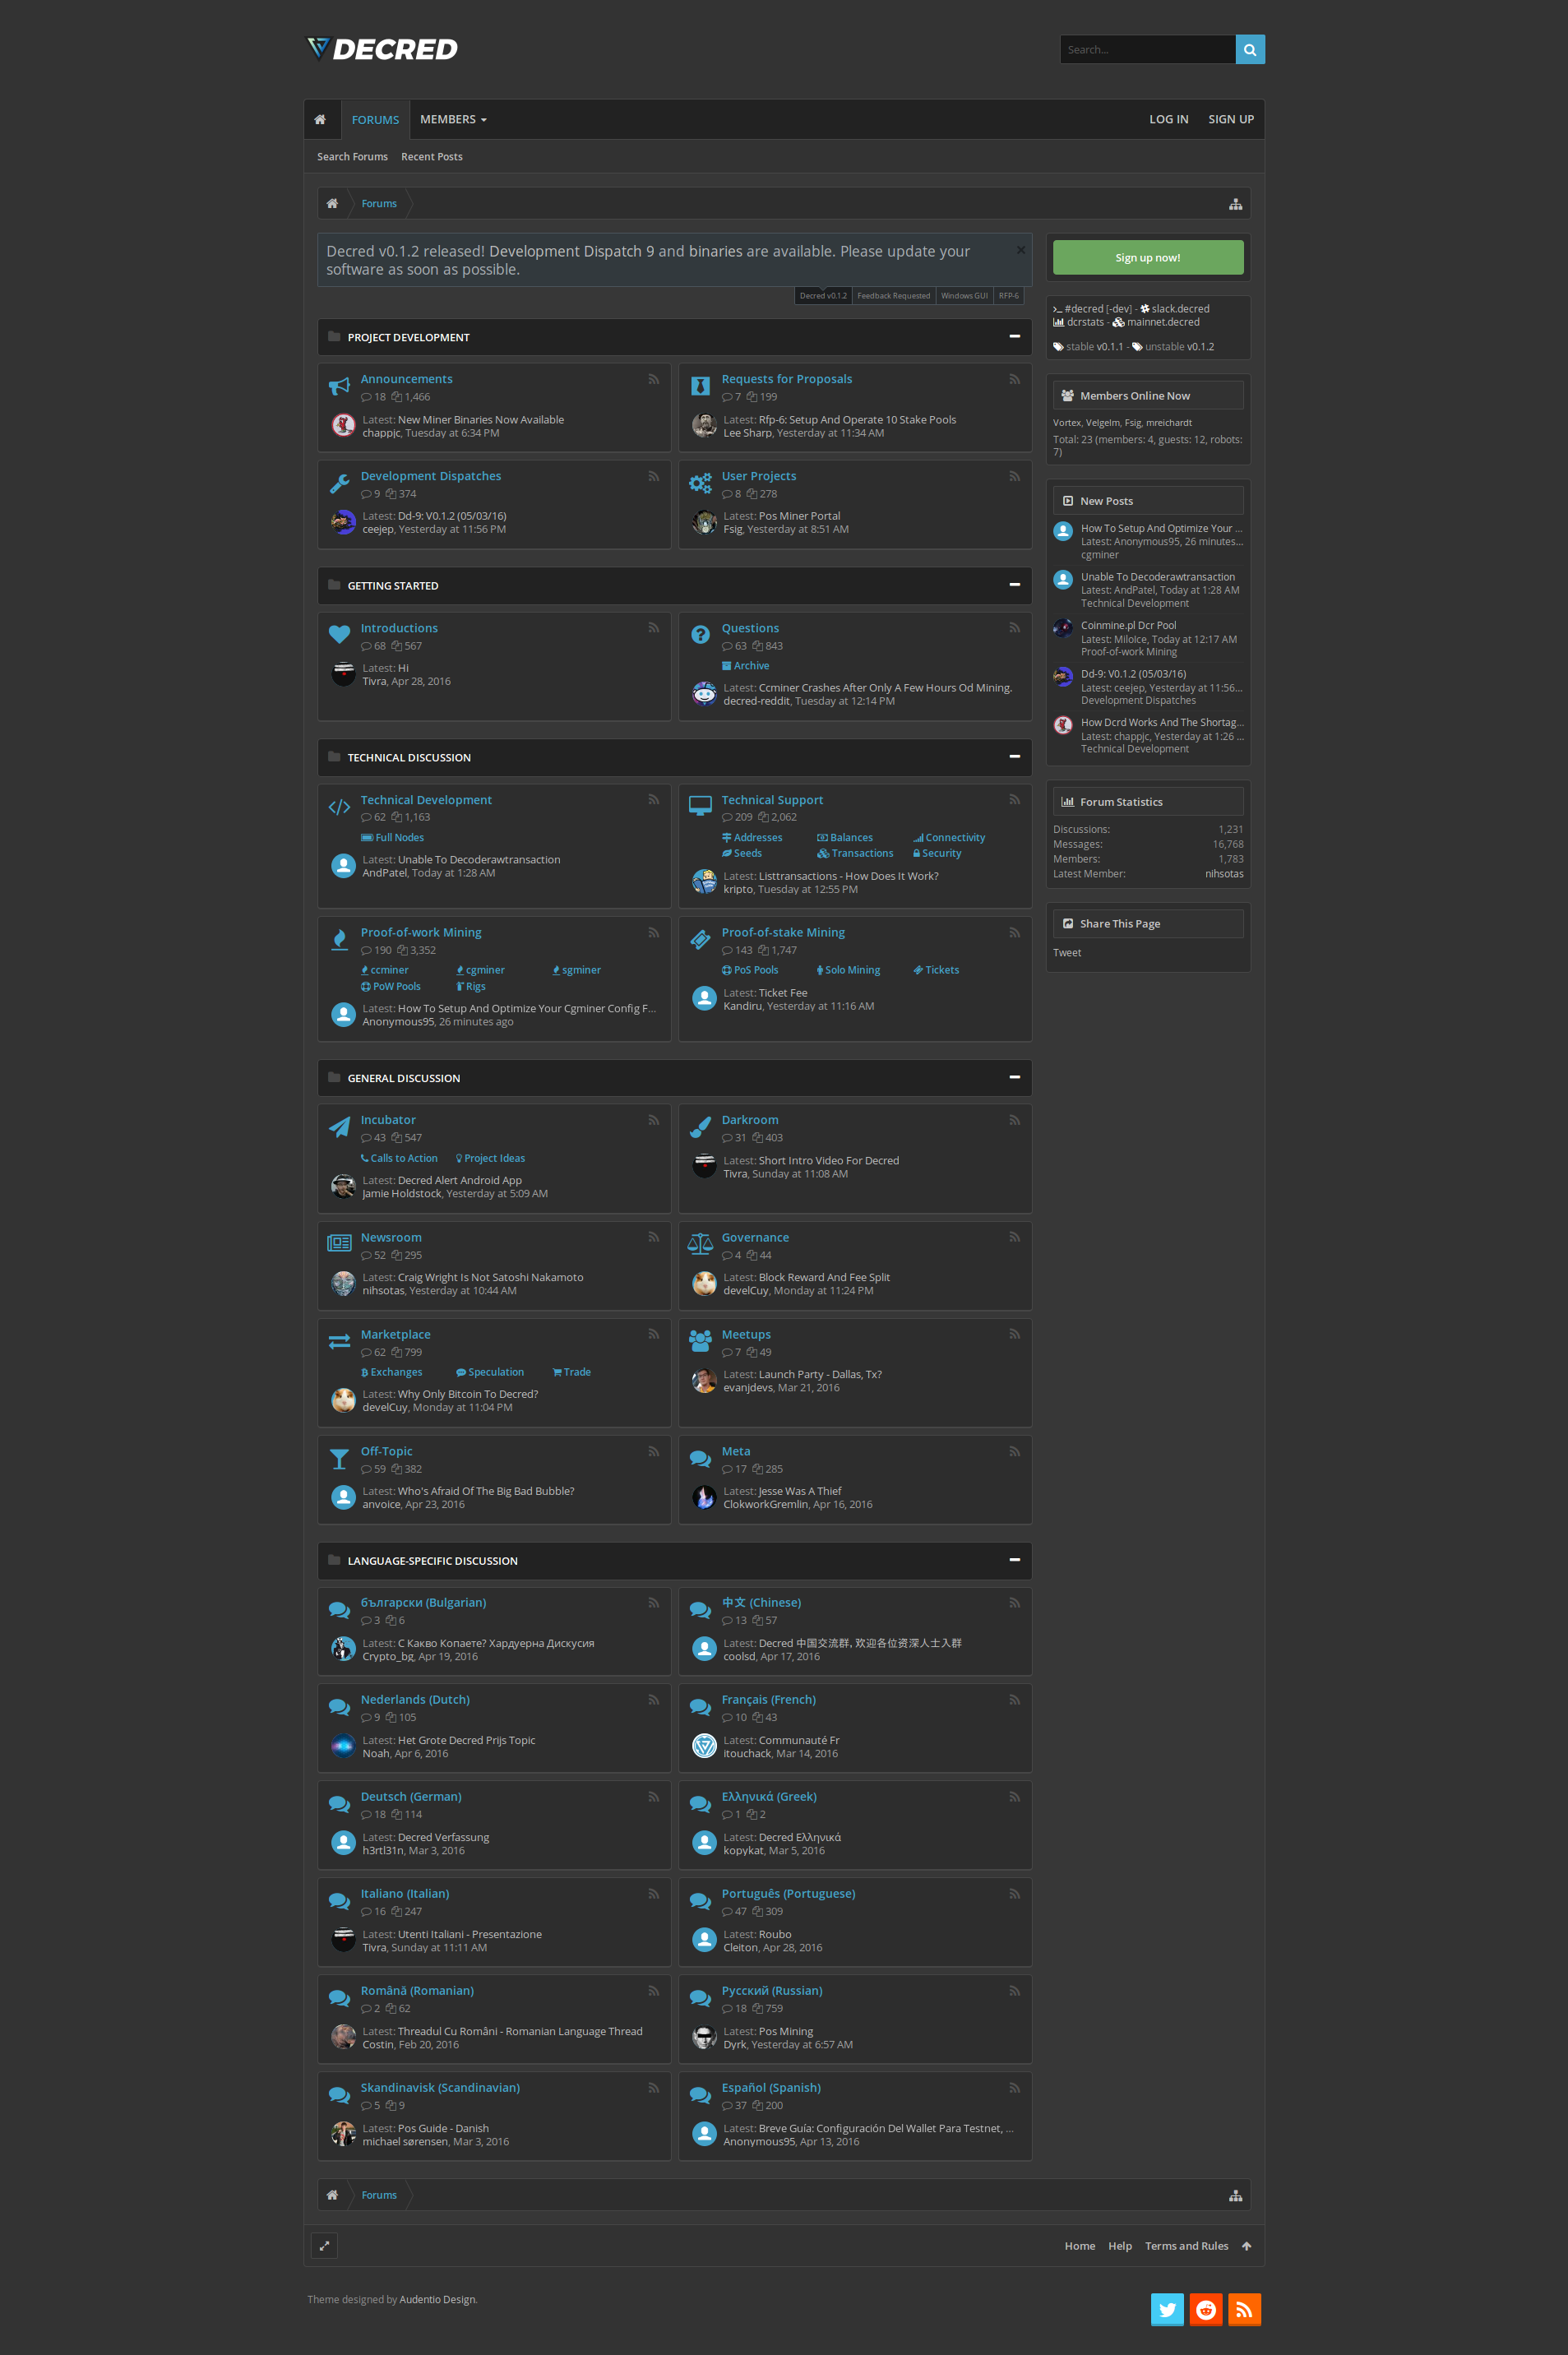 DECRED
Search...
FORUMS
MEMBERS
LOG IN
SIGN UP
Search Forums
Recent Posts
Forums
Decred v0.1.2 released! Development Dispatch 9 and binaries are available. Please update your
software as soon as possible.
Decred v0.1.2
Feedback Requested
Windows GUI
RFP-6
PROJECT DEVELOPMENT
Announcements
18 1,466
Latest: New Miner Binaries Now Available
chappjc, Tuesday at 6:34 PM
Requests for Proposals
7 199
Latest: Rfp-6: Setup And Operate 10 Stake Pools
Lee Sharp, Yesterday at 11:34 AM
Development Dispatches
9 374
Latest: Dd-9: V0.1.2 (05/03/16)
ceejep, Yesterday at 11:56 PM
User Projects
8 278
Latest: Pos Miner Portal
Fsig, Yesterday at 8:51 AM
GETTING STARTED
Introductions
68 567
Latest: Hi
Tivra, Apr 28, 2016
Questions
63 843
Archive
Latest: Ccminer Crashes After Only A Few Hours Od Mining.
decred-reddit, Tuesday at 12:14 PM
TECHNICAL DISCUSSION
Technical Development
62 1,163
Full Nodes
Latest: Unable To Decoderawtransaction
AndPatel, Today at 1:28 AM
Technical Support
209 2,062
Addresses Balances Connectivity
Seeds Transactions Security
Latest: Listtransactions - How Does It Work?
kripto, Tuesday at 12:55 PM
Proof-of-work Mining
190 3,352
ccminer cgminer sgminer
PoW Pools Rigs
Latest: How To Setup And Optimize Your Cgminer Config F...
Anonymous95, 26 minutes ago
Proof-of-stake Mining
143 1,747
PoS Pools Solo Mining Tickets
Latest: Ticket Fee
Kandiru, Yesterday at 11:16 AM
GENERAL DISCUSSION
Incubator
43 547
Calls to Action Project Ideas
Latest: Decred Alert Android App
Jamie Holdstock, Yesterday at 5:09 AM
Darkroom
31 403
Latest: Short Intro Video For Decred
Tivra, Sunday at 11:08 AM
Newsroom
52 295
Latest: Craig Wright Is Not Satoshi Nakamoto
nihsotas, Yesterday at 10:44 AM
Governance
4 44
Latest: Block Reward And Fee Split
develCuy, Monday at 11:24 PM
Marketplace
62 799
Exchanges Speculation Trade
Latest: Why Only Bitcoin To Decred?
develCuy, Monday at 11:04 PM
Meetups
7 49
Latest: Launch Party - Dallas, Tx?
evanjdevs, Mar 21, 2016
Off-Topic
59 382
Latest: Who's Afraid Of The Big Bad Bubble?
anvoice, Apr 23, 2016
Meta
17 285
Latest: Jesse Was A Thief
ClokworkGremlin, Apr 16, 2016
LANGUAGE-SPECIFIC DISCUSSION
български (Bulgarian)
3 6
Latest: С Какво Копаете? Хардуерна Дискусия
Crypto_bg, Apr 19, 2016
中文 (Chinese)
13 57
Latest: Decred 中国交流群, 欢迎各位资深人士入群
coolsd, Apr 17, 2016
Nederlands (Dutch)
9 105
Latest: Het Grote Decred Prijs Topic
Noah, Apr 6, 2016
Français (French)
10 43
Latest: Communauté Fr
itouchack, Mar 14, 2016
Deutsch (German)
18 114
Latest: Decred Verfassung
h3rtl31n, Mar 3, 2016
Ελληνικά (Greek)
1 2
Latest: Decred Ελληνικά
kopykat, Mar 5, 2016
Italiano (Italian)
16 247
Latest: Utenti Italiani - Presentazione
Tivra, Sunday at 11:11 AM
Português (Portuguese)
47 309
Latest: Roubo
Cleiton, Apr 28, 2016
Română (Romanian)
2 62
Latest: Threadul Cu Români - Romanian Language Thread
Costin, Feb 20, 2016
Русский (Russian)
18 759
Latest: Pos Mining
Dyrk, Yesterday at 6:57 AM
Skandinavisk (Scandinavian)
5 9
Latest: Pos Guide - Danish
michael sørensen, Mar 3, 2016
Español (Spanish)
37 200
Latest: Breve Guía: Configuración Del Wallet Para Testnet, ...
Anonymous95, Apr 13, 2016
Sign up now!
#decred [-dev] - slack.decred
dcrstats - mainnet.decred
stable v0.1.1 - unstable v0.1.2
Members Online Now
Vortex, Velgelm, Fsig, mreichardt
Total: 23 (members: 4, guests: 12, robots:
7)
New Posts
How To Setup And Optimize Your ...
Latest: Anonymous95, 26 minutes...
cgminer
Unable To Decoderawtransaction
Latest: AndPatel, Today at 1:28 AM
Technical Development
Coinmine.pl Dcr Pool
Latest: MiloIce, Today at 12:17 AM
Proof-of-work Mining
Dd-9: V0.1.2 (05/03/16)
Latest: ceejep, Yesterday at 11:56...
Development Dispatches
How Dcrd Works And The Shortag...
Latest: chappjc, Yesterday at 1:26 ...
Technical Development
Forum Statistics
Discussions: 1,231
Messages: 16,768
Members: 1,783
Latest Member: nihsotas
Share This Page
Tweet
Forums
Home
Help
Terms and Rules
Theme designed by Audentio Design.